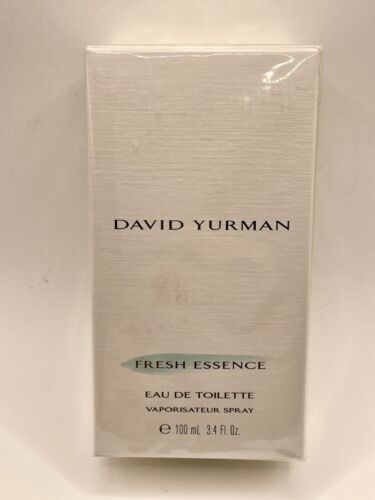 DAVID YURMAN
FRESH ESSENCE
EAU DE TOILETTE
VAPORISATEUR SPRAY
℮ 100 mL 3.4 Fl. Oz.